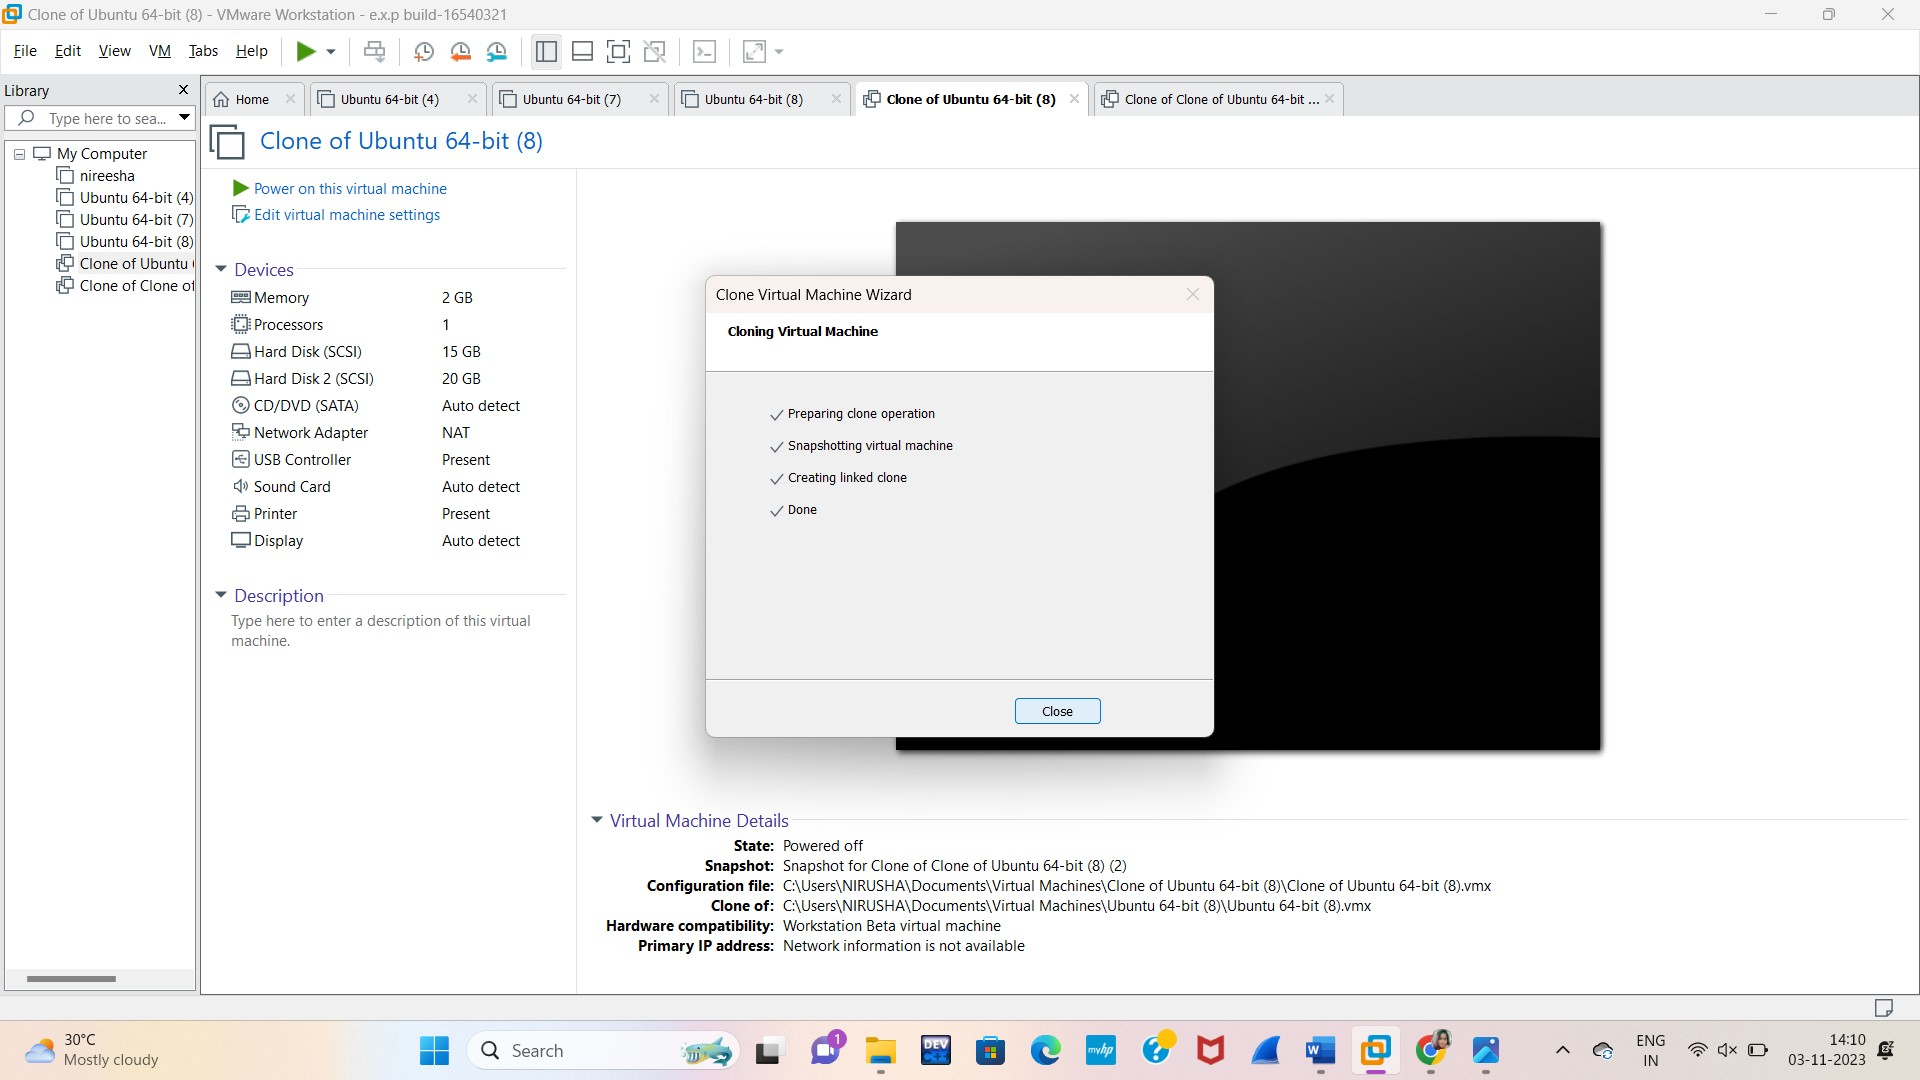 Clone of Ubuntu 64-bit (8) - VMware Workstation - e.x.p build-16540321
File Edit View VM Tabs Help
Library
Type here to sea...
My Computer
nireesha
Ubuntu 64-bit (4)
Ubuntu 64-bit (7)
Ubuntu 64-bit (8)
Clone of Ubuntu
Clone of Clone of
Home
Ubuntu 64-bit (4)
Ubuntu 64-bit (7)
Ubuntu 64-bit (8)
Clone of Ubuntu 64-bit (8)
Clone of Clone of Ubuntu 64-bit ...
Clone of Ubuntu 64-bit (8)
Power on this virtual machine
Edit virtual machine settings
Devices
Memory 2 GB
Processors 1
Hard Disk (SCSI) 15 GB
Hard Disk 2 (SCSI) 20 GB
CD/DVD (SATA) Auto detect
Network Adapter NAT
USB Controller Present
Sound Card Auto detect
Printer Present
Display Auto detect
Description
Type here to enter a description of this virtual
machine.
Clone Virtual Machine Wizard
Cloning Virtual Machine
Preparing clone operation
Snapshotting virtual machine
Creating linked clone
Done
Close
Virtual Machine Details
State: Powered off
Snapshot: Snapshot for Clone of Clone of Ubuntu 64-bit (8) (2)
Configuration file: C:\Users\NIRUSHA\Documents\Virtual Machines\Clone of Ubuntu 64-bit (8)\Clone of Ubuntu 64-bit (8).vmx
Clone of: C:\Users\NIRUSHA\Documents\Virtual Machines\Ubuntu 64-bit (8)\Ubuntu 64-bit (8).vmx
Hardware compatibility: Workstation Beta virtual machine
Primary IP address: Network information is not available
30°C
Mostly cloudy
Search
1
DEV
C++
myhp
W
ENG
IN
14:10
03-11-2023